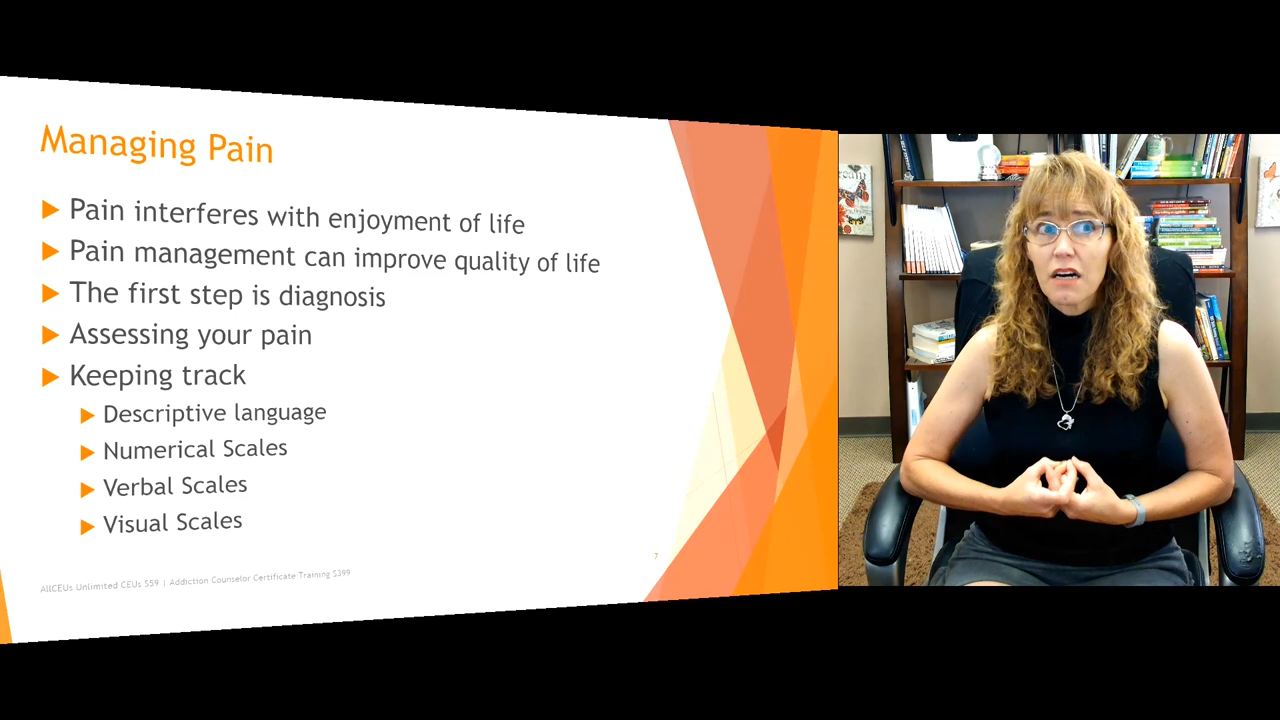 Managing Pain
Pain interferes with enjoyment of life
Pain management can improve quality of life
The first step is diagnosis
Assessing your pain
Keeping track
Descriptive language
Numerical Scales
Verbal Scales
Visual Scales
7
AllCEUs Unlimited CEUs $59 | Addiction Counselor Certificate Training $399